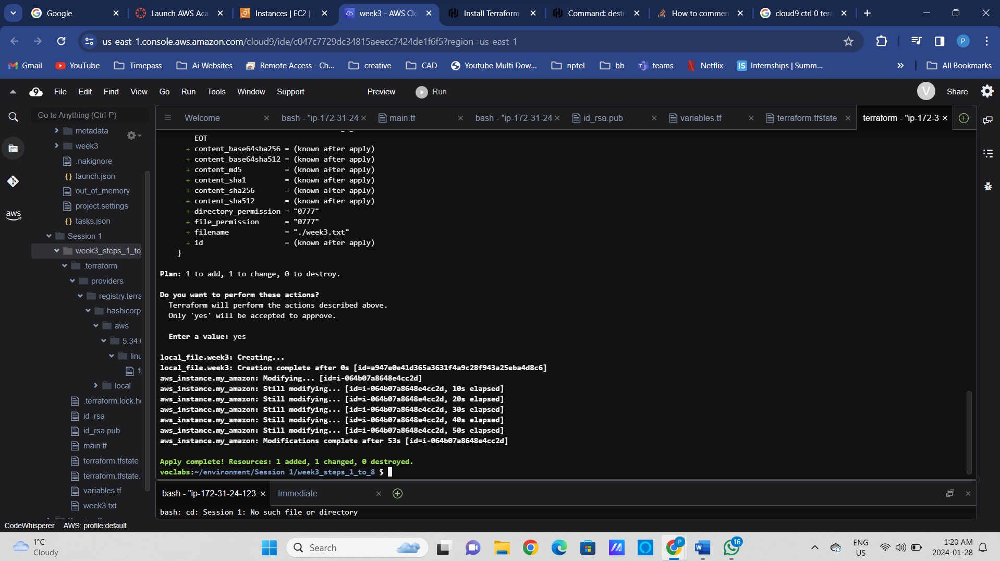 Google
Launch AWS Aca
Instances | EC2 |
week3 - AWS Clo
Install Terraform
Command: destr
How to commen
cloud9 ctrl 0 terr
us-east-1.console.aws.amazon.com/cloud9/ide/c047c7729dc34815aeecc7424de1f6f5?region=us-east-1
P
Gmail
YouTube
Timepass
Ai Websites
Remote Access - Ch...
creative
CAD
Youtube Multi Dow...
nptel
bb
teams
Netflix
IS Internships | Summ...
All Bookmarks
9 File Edit Find View Go Run Tools Window Support Preview Run
V Share
Go to Anything (Ctrl-P)
metadata
week3
.nakignore
launch.json
out_of_memory
project.settings
tasks.json
Session 1
week3_steps_1_to_
.terraform
providers
registry.terra
hashicorp
aws
5.34.0
linu
te
local
.terraform.lock.hc
id_rsa
id_rsa.pub
main.tf
terraform.tfstate
terraform.tfstate.
variables.tf
week3.txt
aws
Welcome
bash - "ip-172-31-24
main.tf
bash - "ip-172-31-24
id_rsa.pub
variables.tf
terraform.tfstate
terraform - "ip-172-3
EOT
+ content_base64sha256 = (known after apply)
+ content_base64sha512 = (known after apply)
+ content_md5 = (known after apply)
+ content_sha1 = (known after apply)
+ content_sha256 = (known after apply)
+ content_sha512 = (known after apply)
+ directory_permission = "0777"
+ file_permission = "0777"
+ filename = "./week3.txt"
+ id = (known after apply)
}
Plan: 1 to add, 1 to change, 0 to destroy.
Do you want to perform these actions?
Terraform will perform the actions described above.
Only 'yes' will be accepted to approve.
Enter a value: yes
local_file.week3: Creating...
local_file.week3: Creation complete after 0s [id=a947e0e41d365a3631f4a9c28f943a25eba4d8c6]
aws_instance.my_amazon: Modifying... [id=i-064b07a8648e4cc2d]
aws_instance.my_amazon: Still modifying... [id=i-064b07a8648e4cc2d, 10s elapsed]
aws_instance.my_amazon: Still modifying... [id=i-064b07a8648e4cc2d, 20s elapsed]
aws_instance.my_amazon: Still modifying... [id=i-064b07a8648e4cc2d, 30s elapsed]
aws_instance.my_amazon: Still modifying... [id=i-064b07a8648e4cc2d, 40s elapsed]
aws_instance.my_amazon: Still modifying... [id=i-064b07a8648e4cc2d, 50s elapsed]
aws_instance.my_amazon: Modifications complete after 53s [id=i-064b07a8648e4cc2d]
Apply complete! Resources: 1 added, 1 changed, 0 destroyed.
voclabs:~/environment/Session 1/week3_steps_1_to_8 $
bash - "ip-172-31-24-123.
Immediate
bash: cd: Session 1: No such file or directory
CodeWhisperer AWS: profile:default
1°C
Cloudy
Search
P
16
ENG
US
1:20 AM
2024-01-28